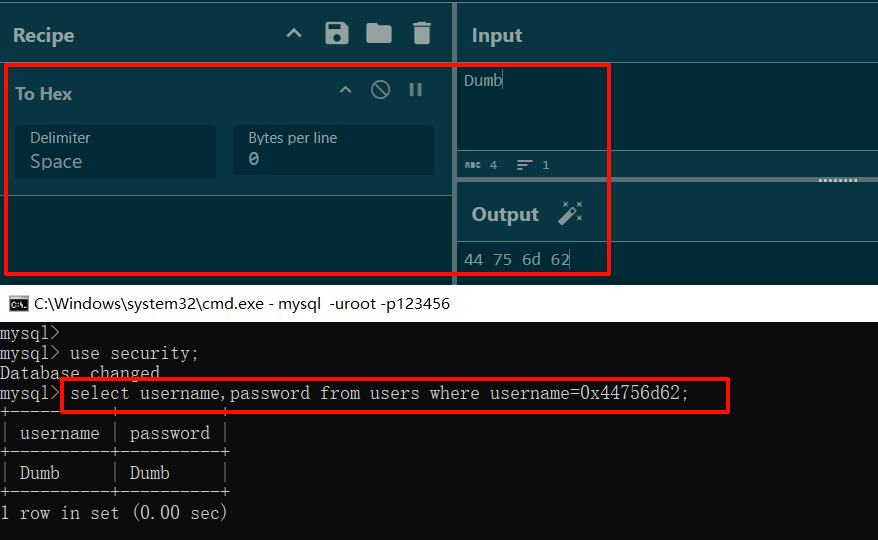 Recipe
Input
To Hex
Dumb
Delimiter
Space
Bytes per line
0
ABC 4 1
Output
44 75 6d 62
C:\Windows\system32\cmd.exe - mysql  -uroot -p123456
mysql>
mysql> use security;
Database changed
mysql> select username,password from users where username=0x44756d62;
+----------+----------+
| username | password |
+----------+----------+
| Dumb     | Dumb     |
+----------+----------+
1 row in set (0.00 sec)